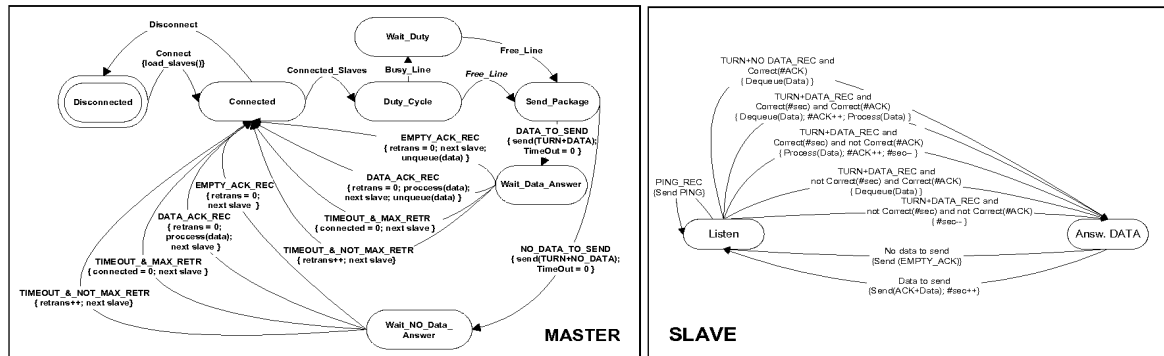 Disconnect
Connect
{load_slaves()}
Disconnected
Connected
Connected_Slaves
Wait_Duty
Busy_Line
Duty_Cycle
Free_Line
Free_Line
Send_Package
DATA_TO_SEND
{ send(TURN+DATA);
TimeOut = 0 }
Wait_Data_Answer
EMPTY_ACK_REC
{ retrans = 0; next slave;
unqueue(data) }
DATA_ACK_REC
{ retrans = 0; proccess(data);
next slave; unqueue(data) }
TIMEOUT_&_MAX_RETR
{ connected = 0; next slave }
TIMEOUT_&_NOT_MAX_RETR
{ retrans++; next slave}
EMPTY_ACK_REC
{ retrans = 0;
next slave }
DATA_ACK_REC
{ retrans = 0;
proccess(data);
next slave }
TIMEOUT_&_MAX_RETR
{ connected = 0; next slave }
TIMEOUT_&_NOT_MAX_RETR
{ retrans++; next slave}
NO_DATA_TO_SEND
{ send(TURN+NO_DATA);
TimeOut = 0 }
Wait_NO_Data_
Answer
MASTER
TURN+NO DATA_REC and
Correct(#ACK)
{ Dequeue(Data) }
TURN+DATA_REC and
Correct(#sec) and Correct(#ACK)
{ Dequeue(Data); #ACK++; Process(Data) }
TURN+DATA_REC and
Correct(#sec) and not Correct(#ACK)
{ Process(Data); #ACK++; #sec-- }
TURN+DATA_REC and
not Correct(#sec) and Correct(#ACK)
{ Dequeue(Data) }
TURN+DATA_REC and
not Correct(#sec) and not Correct(#ACK)
{ #sec-- }
PING_REC
{Send PING}
Listen
Answ. DATA
No data to send
{Send (EMPTY_ACK)}
Data to send
{Send(ACK+Data); #sec++}
SLAVE